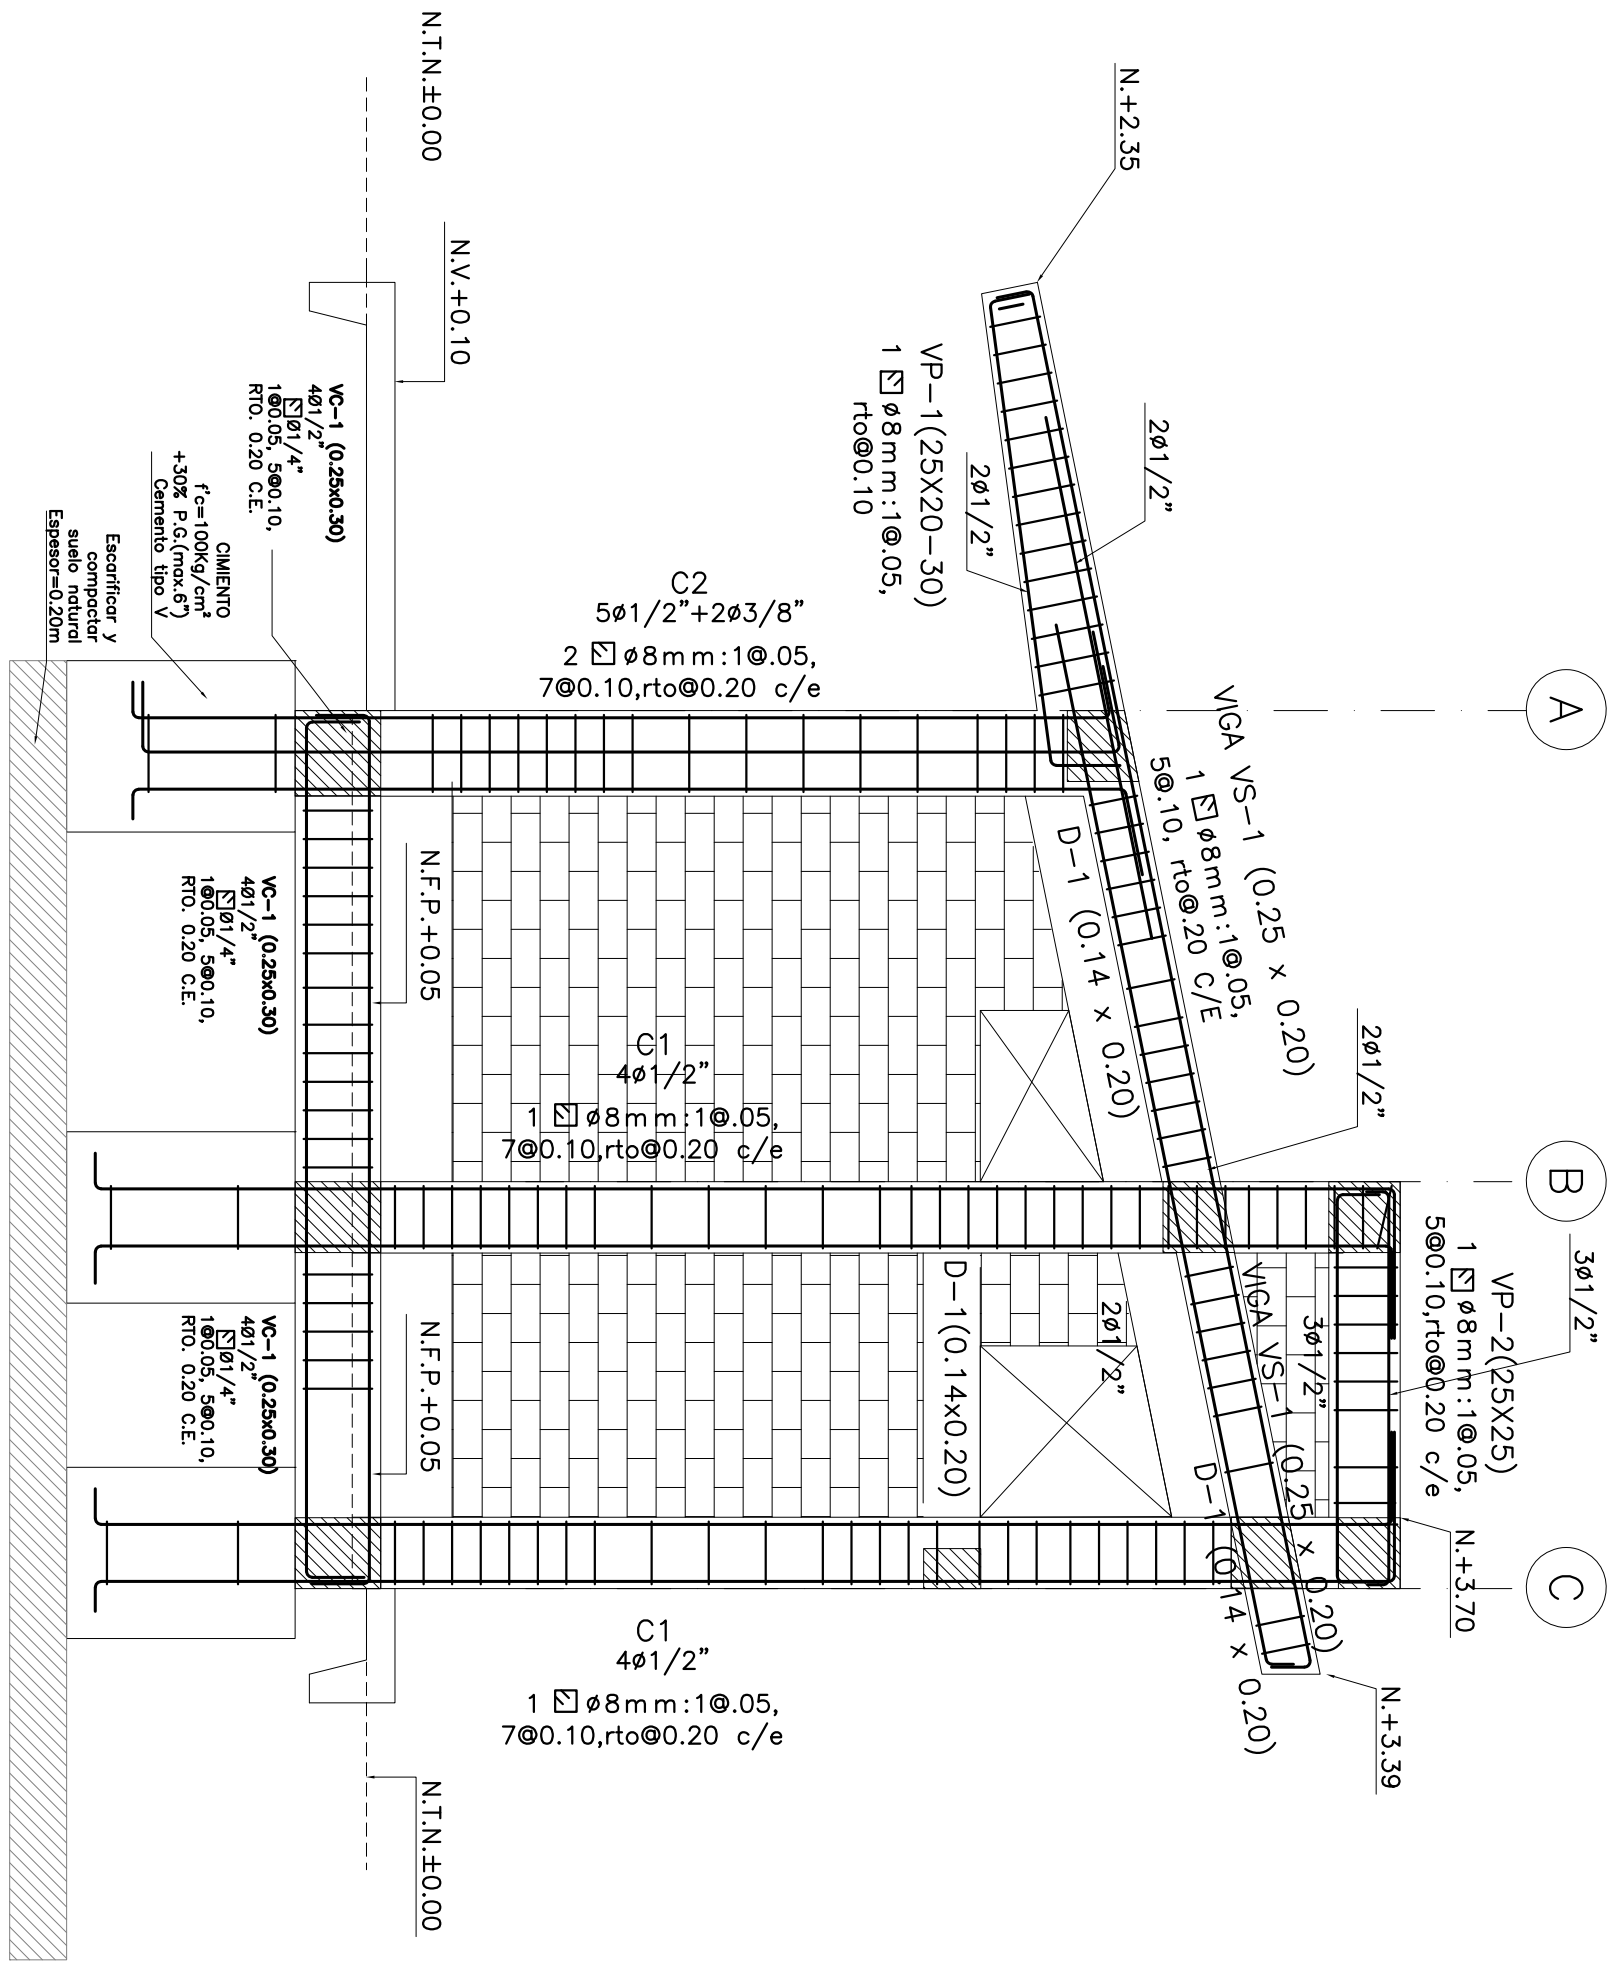 A
B
C
N.+2.35
2ø1/2"
VP-1(25X20-30)
1 ø8mm:1@.05,
rto@0.10
2ø1/2"
VIGA VS-1 (0.25 x 0.20)
1 ø8mm:1@.05,
5@.10, rto@.20 C/E
D-1 (0.14 x 0.20)
2ø1/2"
3ø1/2"
VP-2(25X25)
1 ø8mm:1@.05,
5@0.10,rto@0.20 c/e
N.+3.70
VIGA VS-1 (0.25 x 0.20)
3ø1/2"
D-1 (0.14 x 0.20)
2ø1/2"
D-1(0.14x0.20)
N.+3.39
C2
5ø1/2"+2ø3/8"
2 ø8mm:1@.05,
7@0.10,rto@0.20 c/e
C1
4ø1/2"
1 ø8mm:1@.05,
7@0.10,rto@0.20 c/e
C1
4ø1/2"
1 ø8mm:1@.05,
7@0.10,rto@0.20 c/e
N.T.N.±0.00
N.V.+0.10
N.F.P.+0.05
N.F.P.+0.05
N.T.N.±0.00
VC-1 (0.25x0.30)
4Ø1/2"
Ø1/4"
1@0.05, 5@0.10,
RTO. 0.20 C.E.
VC-1 (0.25x0.30)
4Ø1/2"
Ø1/4"
1@0.05, 5@0.10,
RTO. 0.20 C.E.
VC-1 (0.25x0.30)
4Ø1/2"
Ø1/4"
1@0.05, 5@0.10,
RTO. 0.20 C.E.
CIMIENTO
f'c=100Kg/cm²
+30% P.G.(max.6")
Cemento tipo V
Escarificar y
compactar
suelo natural
Espesor=0.20m